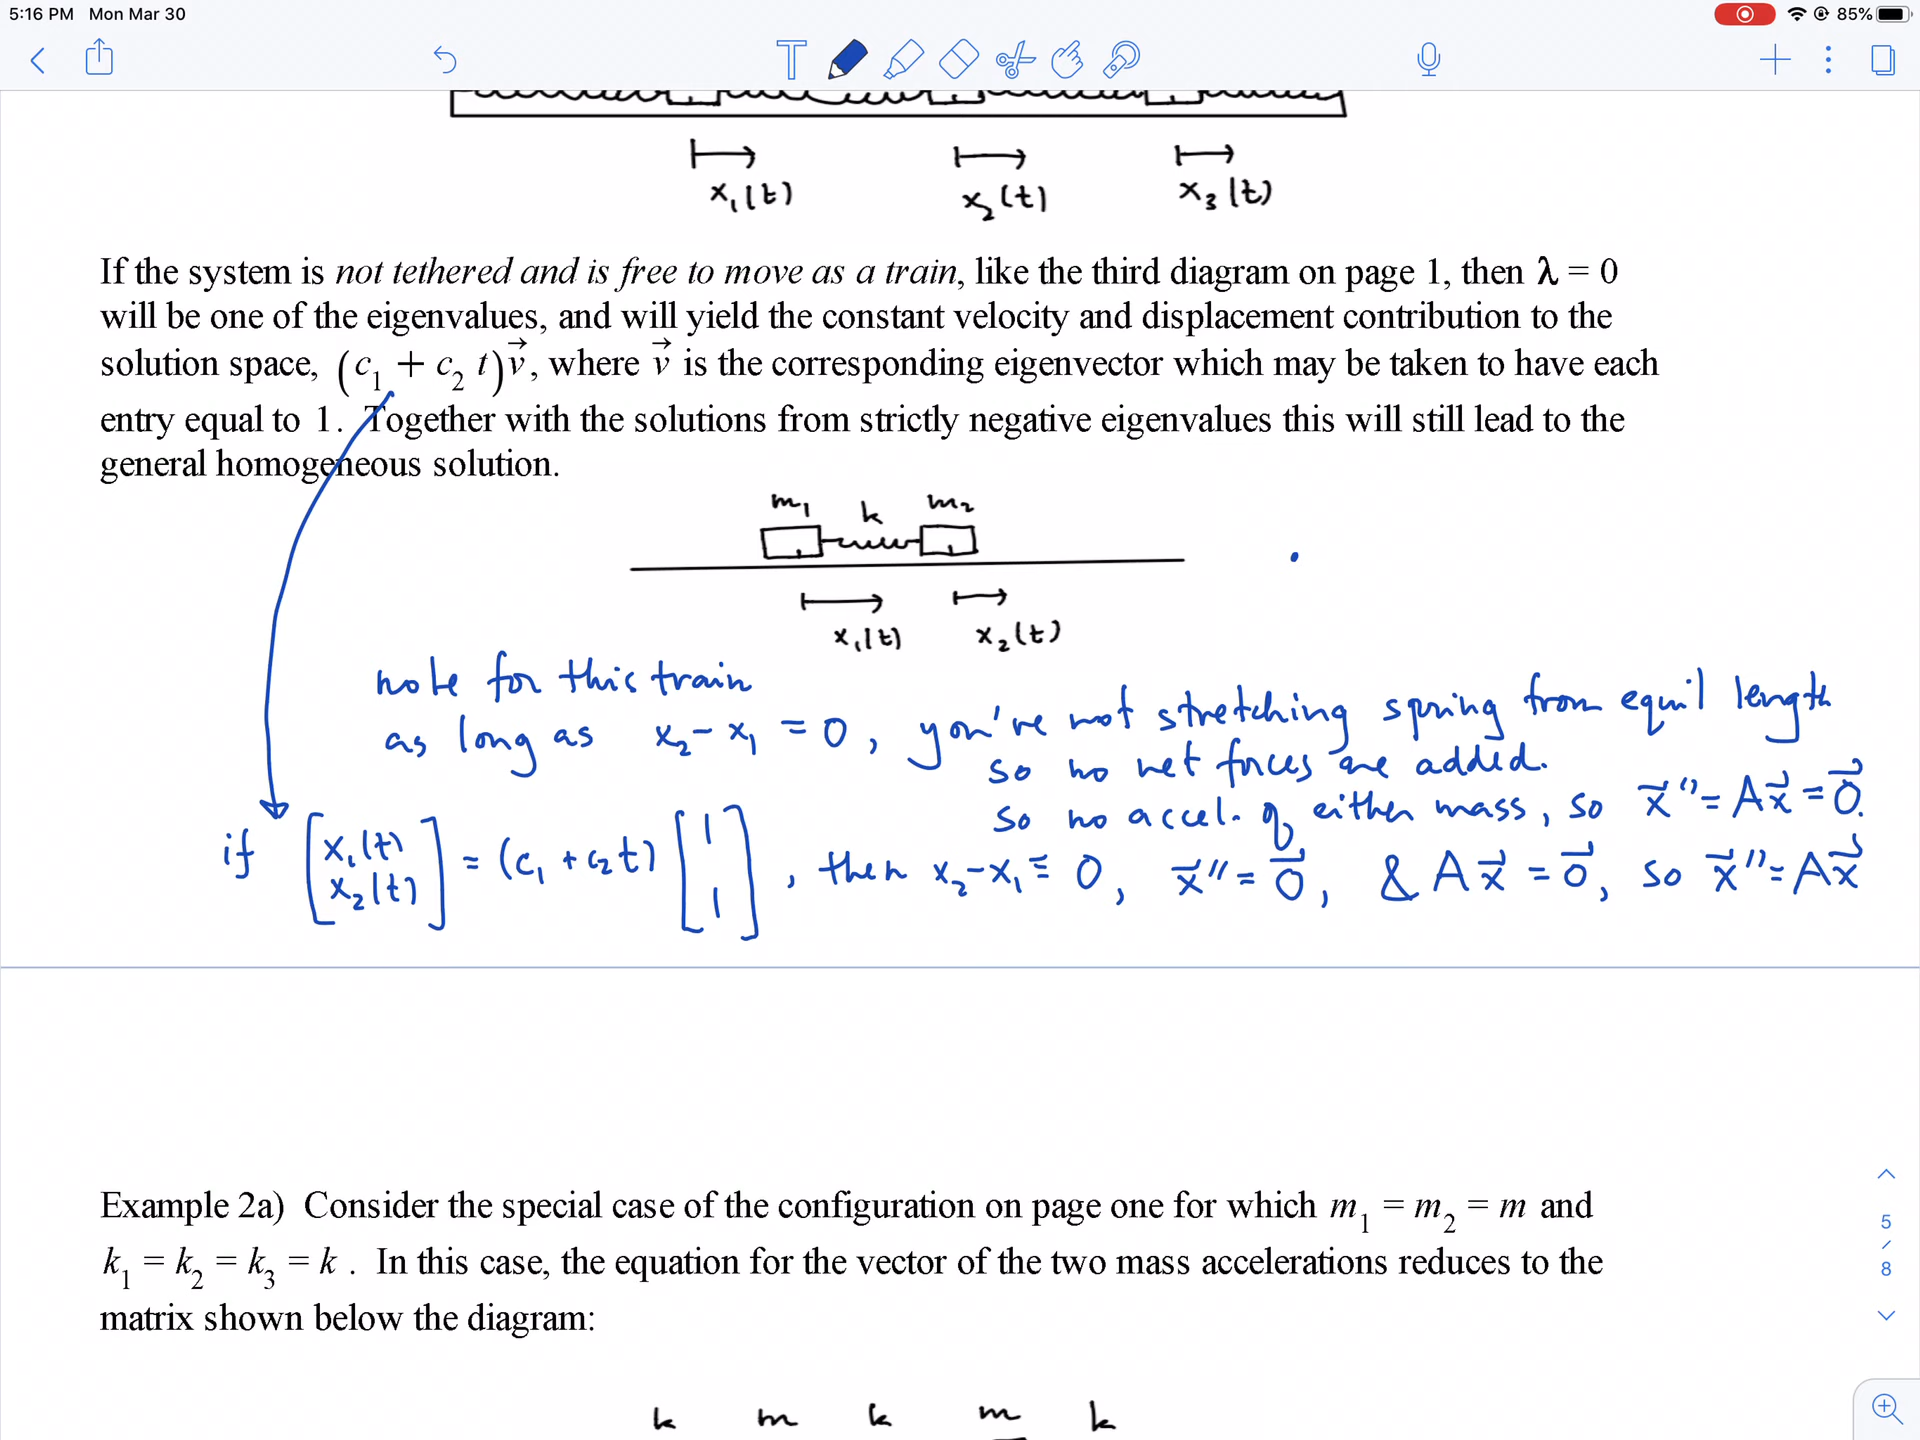 5:16 PM Mon Mar 30
85%
T
x₁(t) x₂(t) x₃(t)
If the system is not tethered and is free to move as a train, like the third diagram on page 1, then λ = 0
will be one of the eigenvalues, and will yield the constant velocity and displacement contribution to the
solution space, (c₁ + c₂ t)v⃗, where v⃗ is the corresponding eigenvector which may be taken to have each
entry equal to 1. Together with the solutions from strictly negative eigenvalues this will still lead to the
general homogeneous solution.
m₁ k m₂
x₁(t) x₂(t)
note for this train
as long as x₂-x₁ = 0, you're not stretching spring from equil length
so no net forces are added.
so no accel. of either mass, so x⃗'' = Ax⃗ = 0⃗.
if [x₁(t) x₂(t)] = (c₁ + c₂t) [1 1], then x₂-x₁ ≡ 0, x⃗'' = 0⃗, & Ax⃗ = 0⃗, so x⃗'' = Ax⃗
Example 2a) Consider the special case of the configuration on page one for which m₁ = m₂ = m and
k₁ = k₂ = k₃ = k . In this case, the equation for the vector of the two mass accelerations reduces to the
matrix shown below the diagram:
k m k m k
5
/
8